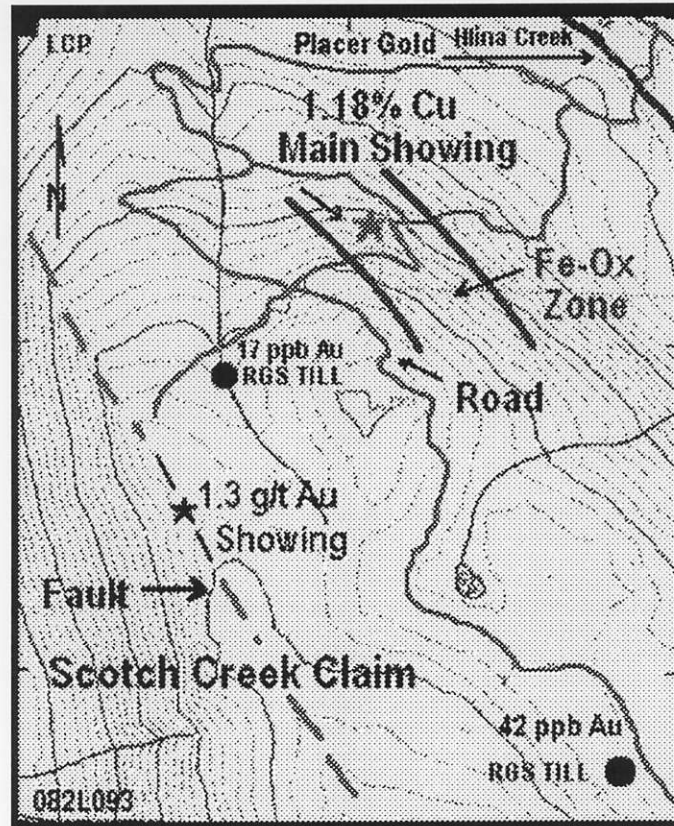 LCP
Placer Gold
Hlina Creek
1.18% Cu
Main Showing
N
Fe-Ox
Zone
17 ppb Au
RGS TILL
Road
1.3 g/t Au
Showing
Fault
Scotch Creek Claim
42 ppb Au
RGS TILL
082L093